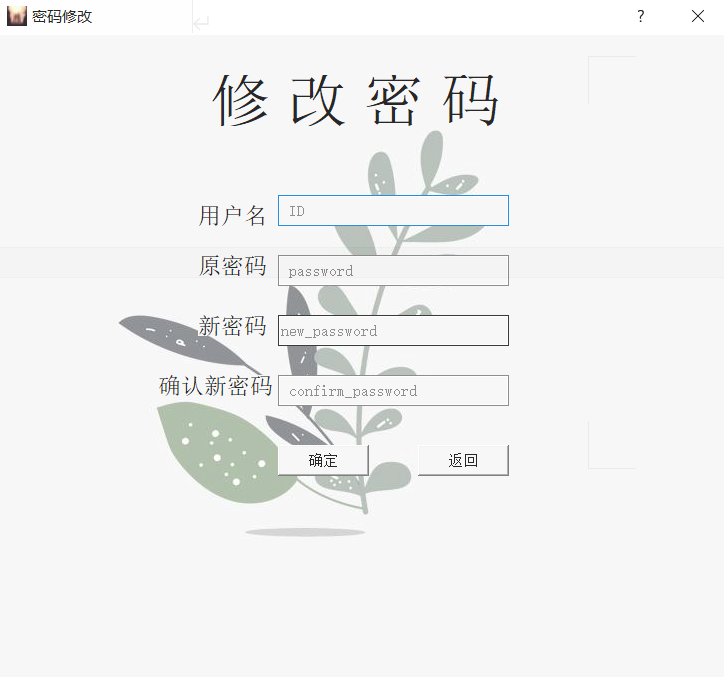 密码修改
?
修改密码
用户名 ID
原密码 password
新密码 new_password
确认新密码 confirm_password
确定 返回